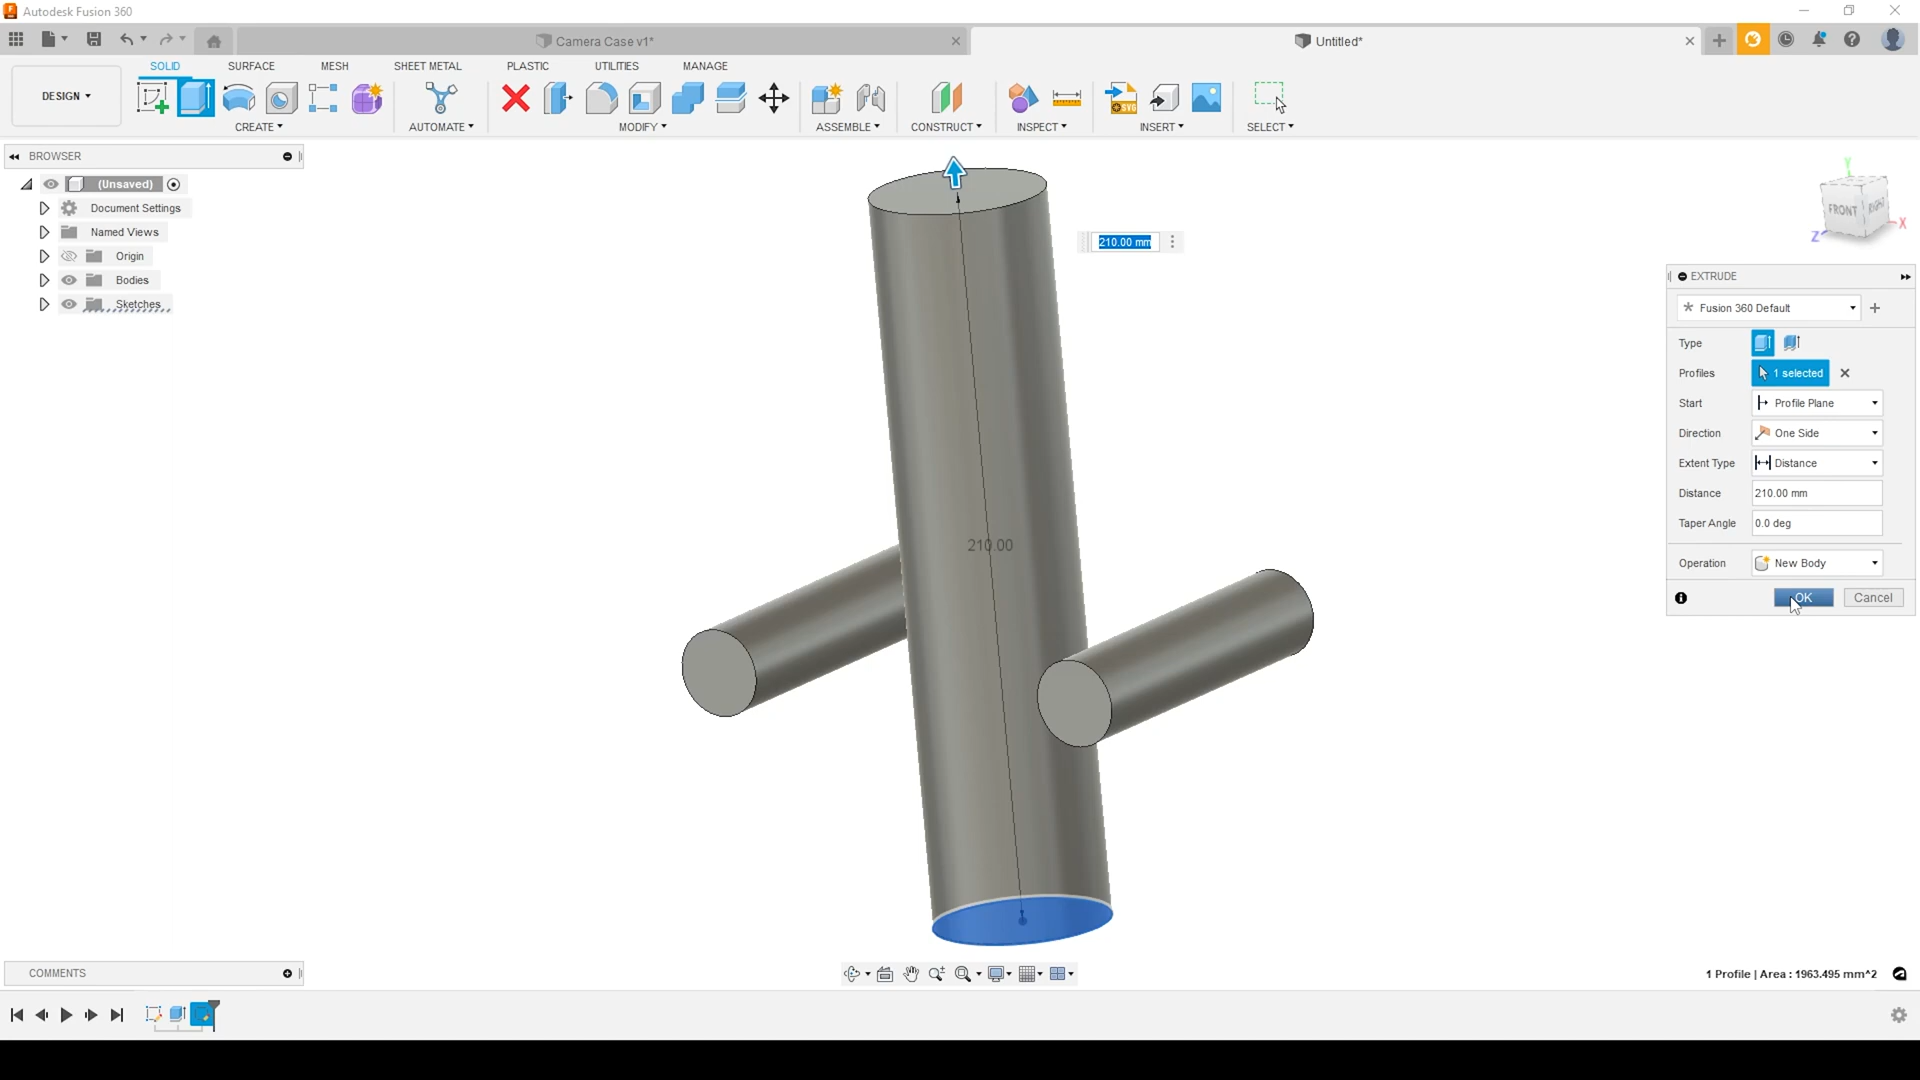 Autodesk Fusion 360
Camera Case v1*
Untitled*
SOLID
SURFACE
MESH
SHEET METAL
PLASTIC
UTILITIES
MANAGE
DESIGN
CREATE
AUTOMATE
MODIFY
ASSEMBLE
CONSTRUCT
INSPECT
INSERT
SELECT
SVG
BROWSER
(Unsaved)
Document Settings
Named Views
Origin
Bodies
Sketches
210.00 mm
210.00
Y
FRONT
RIGHT
X
Z
EXTRUDE
Fusion 360 Default
Type
Profiles 1 selected
Start Profile Plane
Direction One Side
Extent Type Distance
Distance 210.00 mm
Taper Angle 0.0 deg
Operation New Body
OK Cancel
COMMENTS
1 Profile | Area : 1963.495 mm^2